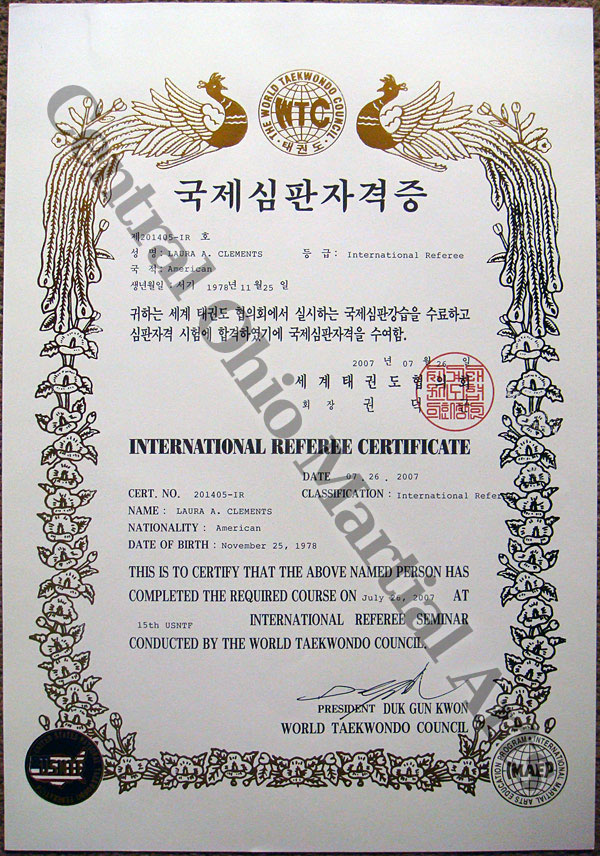 THE WORLD TAEKWONDO COUNCIL
WTC
태권도
국제심판자격증
제201405-IR 호
성 명 : LAURA A. CLEMENTS 등 급 : International Referee
국 적 : American
생년월일 : 서기 1978년 11월 25 일
귀하는 세계 태권도 협의회에서 실시하는 국제심판강습을 수료하고
심판자격 시험에 합격하였기에 국제심판자격을 수여함.
2007 년 07 월 26 일
세계태권도협의회
회장 권 덕
INTERNATIONAL REFEREE CERTIFICATE
DATE 07 . 26 . 2007
CERT. NO. 201405-IR CLASSIFICATION : International Referee
NAME : LAURA A. CLEMENTS
NATIONALITY : American
DATE OF BIRTH : November 25, 1978
THIS IS TO CERTIFY THAT THE ABOVE NAMED PERSON HAS
COMPLETED THE REQUIRED COURSE ON July 26, 2007 AT
15th USNTF INTERNATIONAL REFEREE SEMINAR
CONDUCTED BY THE WORLD TAEKWONDO COUNCIL.
PRESIDENT DUK GUN KWON
WORLD TAEKWONDO COUNCIL
INTERNATIONAL MARTIAL ARTS EDUCATION PROGRAM
IMAEP
Central Ohio Martial